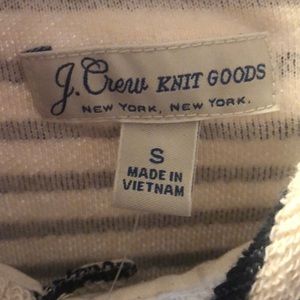 J.Crew KNIT GOODS
NEW YORK, NEW YORK.
S
MADE IN
VIETNAM